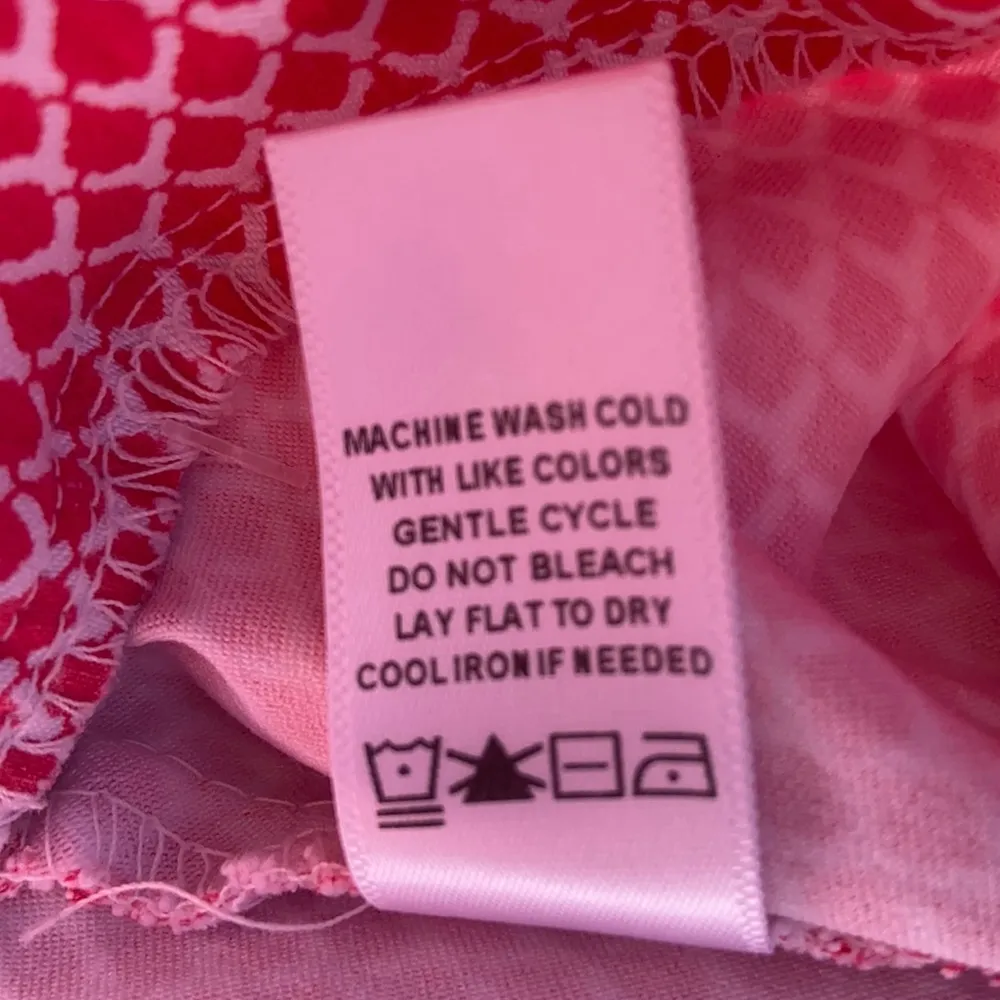 MACHINE WASH COLD
WITH LIKE COLORS
GENTLE CYCLE
DO NOT BLEACH
LAY FLAT TO DRY
COOL IRON IF NEEDED